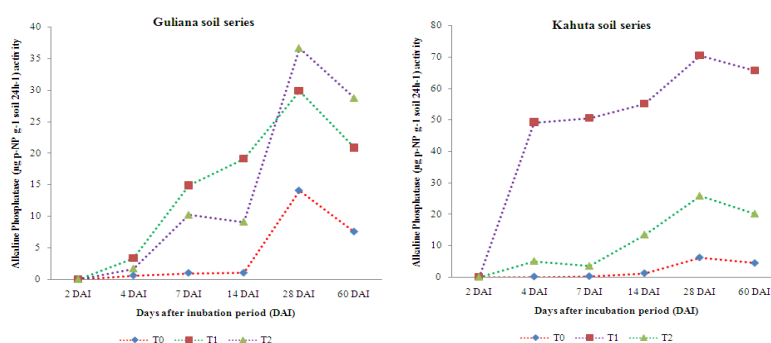 Guliana soil series
Alkaline Phosphatase (µg p-NP g-1 soil 24h-1) activity
40
35
30
25
20
15
10
5
0
2 DAI 4 DAI 7 DAI 14 DAI 28 DAI 60 DAI
Days after inubation period (DAI)
T0 T1 T2
Kahuta soil series
Alkaline Phosphatase (µg p-NP g-1 soil 24h-1) activity
80
70
60
50
40
30
20
10
0
2 DAI 4 DAI 7 DAI 14 DAI 28 DAI 60 DAI
Days after incubation period (DAI)
T0 T1 T2